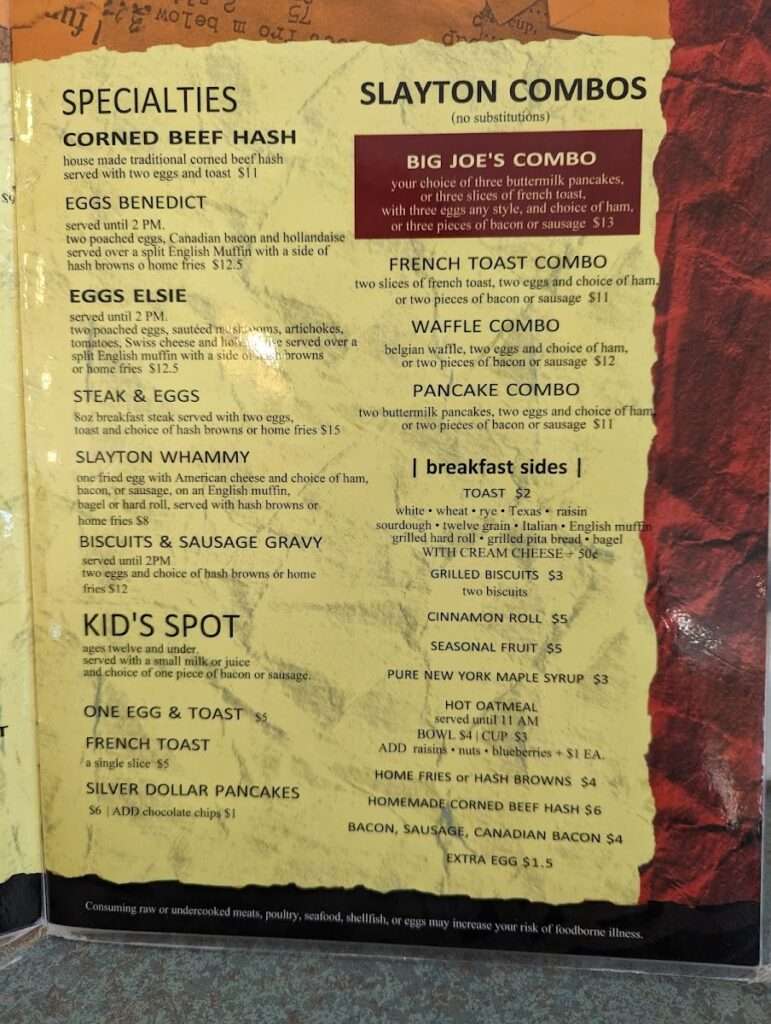 SPECIALTIES
CORNED BEEF HASH
house made traditional corned beef hash
served with two eggs and toast $11
EGGS BENEDICT
served until 2 PM.
two poached eggs, Canadian bacon and hollandaise
served over a split English Muffin with a side of
hash browns o home fries $12.5
EGGS ELSIE
served until 2 PM.
two poached eggs, sautéed mushrooms, artichokes,
tomatoes, Swiss cheese and served over a
split English muffin with a side of hash browns
or home fries $12.5
STEAK & EGGS
8oz breakfast steak served with two eggs,
toast and choice of hash browns or home fries $15
SLAYTON WHAMMY
one fried egg with American cheese and choice of ham,
bacon, or sausage, on an English muffin,
bagel or hard roll, served with hash browns or
home fries $8
BISCUITS & SAUSAGE GRAVY
served until 2PM
two eggs and choice of hash browns or home
fries $12
KID'S SPOT
ages twelve and under.
served with a small milk or juice
and choice of one piece of bacon or sausage.
ONE EGG & TOAST $5
FRENCH TOAST
a single slice $5
SILVER DOLLAR PANCAKES
$6 | ADD chocolate chips $1
SLAYTON COMBOS
(no substitutions)
BIG JOE'S COMBO
your choice of three buttermilk pancakes,
or three slices of french toast,
with three eggs any style, and choice of ham,
or three pieces of bacon or sausage $13
FRENCH TOAST COMBO
two slices of french toast, two eggs and choice of ham,
or two pieces of bacon or sausage $11
WAFFLE COMBO
belgian waffle, two eggs and choice of ham,
or two pieces of bacon or sausage $12
PANCAKE COMBO
two buttermilk pancakes, two eggs and choice of ham,
or two pieces of bacon or sausage $11
| breakfast sides |
TOAST $2
white • wheat • rye • Texas • raisin
sourdough • twelve grain • Italian • English muffin
grilled hard roll • grilled pita bread • bagel
WITH CREAM CHEESE + 50¢
GRILLED BISCUITS $3
two biscuits
CINNAMON ROLL $5
SEASONAL FRUIT $5
PURE NEW YORK MAPLE SYRUP $3
HOT OATMEAL
served until 11 AM
BOWL $4 | CUP $3
ADD raisins • nuts • blueberries + $1 EA.
HOME FRIES or HASH BROWNS $4
HOMEMADE CORNED BEEF HASH $6
BACON, SAUSAGE, CANADIAN BACON $4
EXTRA EGG $1.5
Consuming raw or undercooked meats, poultry, seafood, shellfish, or eggs may increase your risk of foodborne illness.